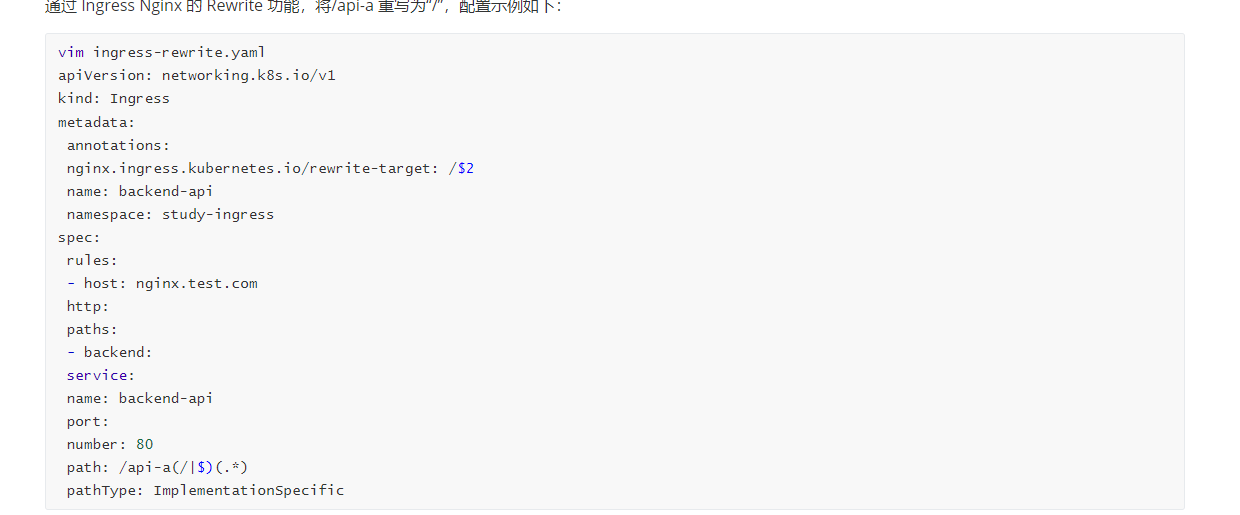 通过 Ingress Nginx 的 Rewrite 功能，将/api-a 重写为“/”，配置示例如下：
vim ingress-rewrite.yaml
apiVersion: networking.k8s.io/v1
kind: Ingress
metadata:
 annotations:
 nginx.ingress.kubernetes.io/rewrite-target: /$2
 name: backend-api
 namespace: study-ingress
spec:
 rules:
 - host: nginx.test.com
 http:
 paths:
 - backend:
 service:
 name: backend-api
 port:
 number: 80
 path: /api-a(/|$)(.*)
 pathType: ImplementationSpecific